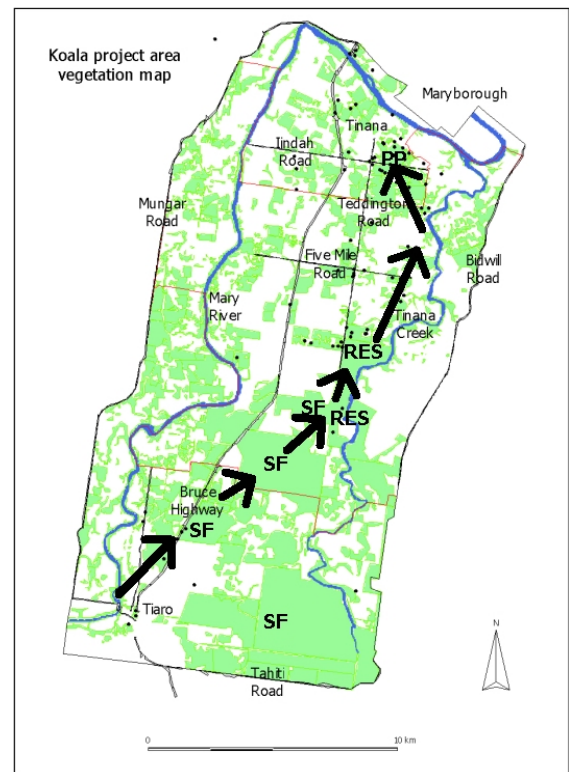 Koala project area
vegetation map
Maryborough
Tinana
Iindah
Road
PP
Mungar
Road
Teddington
Road
Five Mile
Road
Bidwill
Road
Mary
River
Tinana
Creek
RES
SF
RES
SF
Bruce
Highway
SF
N
Tiaro
SF
Tahiti
Road
0
10 km